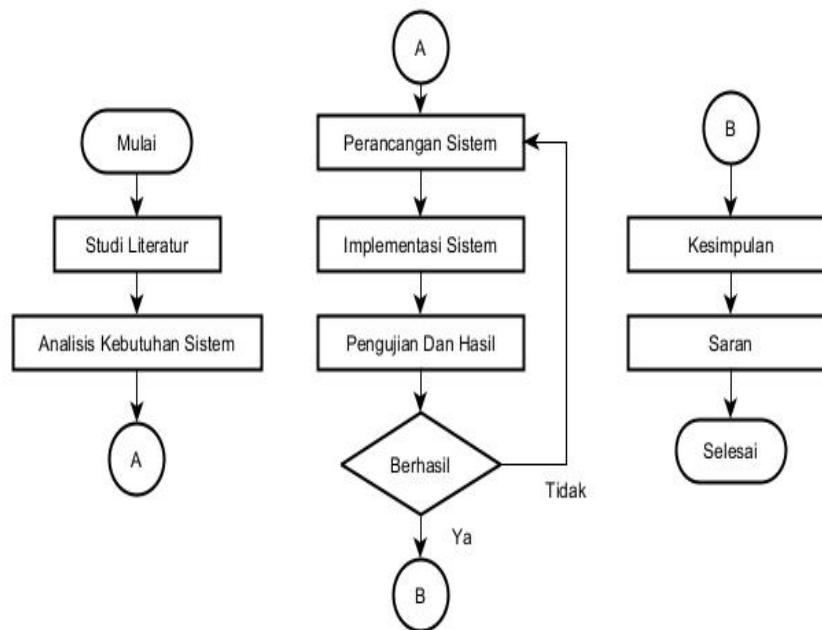 Mulai
Studi Literatur
Analisis Kebutuhan Sistem
A
A
Perancangan Sistem
Implementasi Sistem
Pengujian Dan Hasil
Berhasil
Tidak
Ya
B
B
Kesimpulan
Saran
Selesai